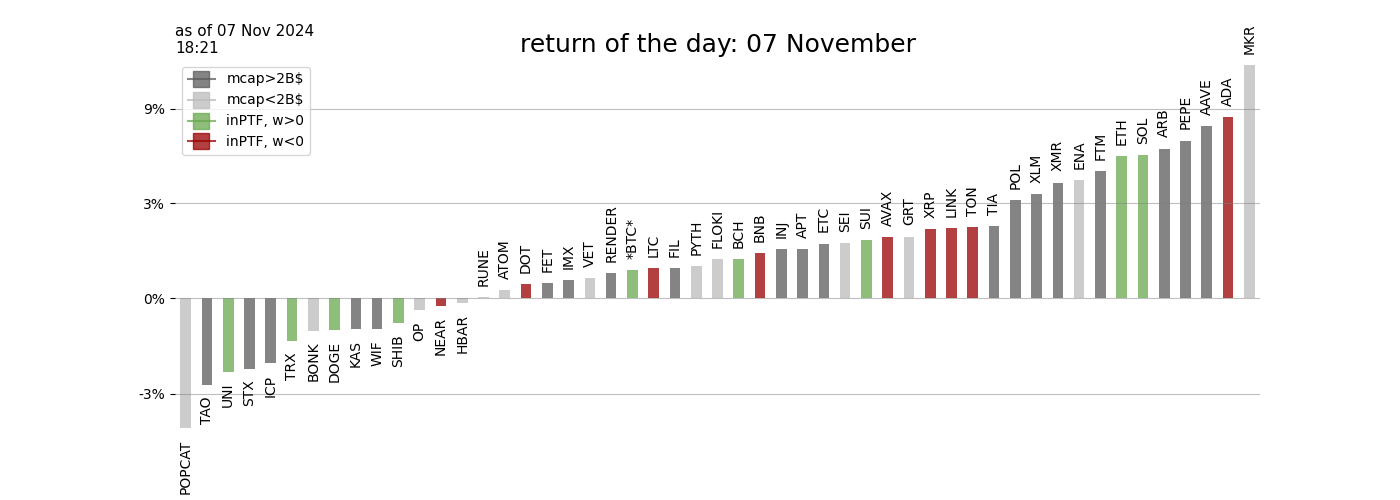 as of 07 Nov 2024
18:21
return of the day: 07 November
mcap>2B$
mcap<2B$
inPTF, w>0
inPTF, w<0
9%
3%
0%
-3%
POPCAT
TAO
UNI
STX
ICP
TRX
BONK
DOGE
KAS
WIF
SHIB
OP
NEAR
HBAR
RUNE
ATOM
DOT
FET
IMX
VET
RENDER
*BTC*
LTC
FIL
PYTH
FLOKI
BCH
BNB
INJ
APT
ETC
SEI
SUI
AVAX
GRT
XRP
LINK
TON
TIA
POL
XLM
XMR
ENA
FTM
ETH
SOL
ARB
PEPE
AAVE
ADA
MKR